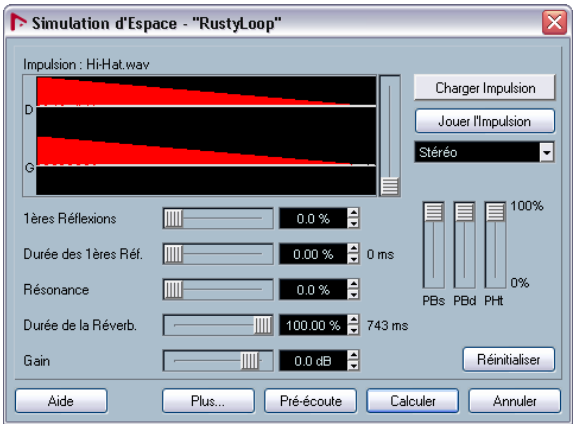 Simulation d'Espace - "RustyLoop"
Impulsion : Hi-Hat.wav
D
G
Charger Impulsion
Jouer l'Impulsion
Stéréo
1ères Réflexions
0.0 %
Durée des 1ères Réf.
0.00 %
0 ms
Résonance
0.0 %
Durée de la Réverb.
100.00 %
743 ms
Gain
0.0 dB
100%
0%
PBs
PBd
PHt
Réinitialiser
Aide
Plus...
Pré-écoute
Calculer
Annuler